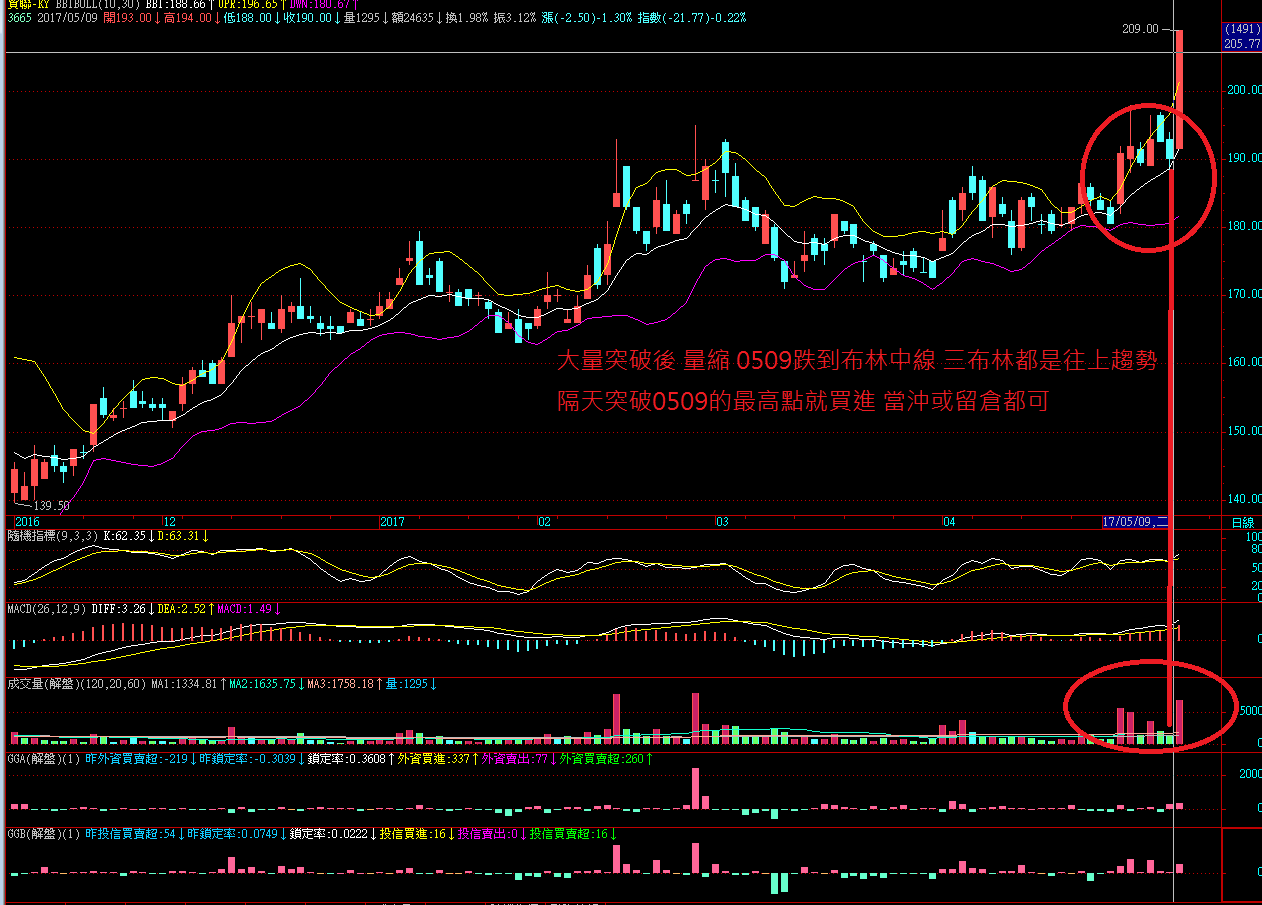 貿聯-KY BBIBOLL(10,30) BBI:188.66↑UPR:196.65↑DWN:180.67↑
3665 2017/05/09 開193.00↓高194.00↓低188.00↓收190.00↓量1295↓額24635↓換1.98% 振3.12% 漲(-2.50)-1.30% 指數(-21.77)-0.22%
209.00
(1491)
205.77
200.00
190.00
180.00
170.00
160.00
150.00
140.00
大量突破後 量縮 0509跌到布林中線 三布林都是往上趨勢
隔天突破0509的最高點就買進 當沖或留倉都可
139.50
2016 12 2017 02 03 04 17/05/09,二 日線
隨機指標(9,3,3) K:62.35↓D:63.31↓
100
80
50
20
0
MACD(26,12,9) DIFF:3.26↓DEA:2.52↑MACD:1.49↓
0
成交量(解盤)(120,20,60) MA1:1334.81↑MA2:1635.75↓MA3:1758.18↑量:1295↓
5000
0
GGA(解盤)(1) 昨外資買賣超:-219↓昨鎖定率:-0.3039↓鎖定率:0.3608↑外資買進:337↑外資賣出:77↓外資買賣超:260↑
2000
0
GGB(解盤)(1) 昨投信買賣超:54↓昨鎖定率:0.0749↓鎖定率:0.0222↓投信買進:16↓投信賣出:0↓投信買賣超:16↓
0